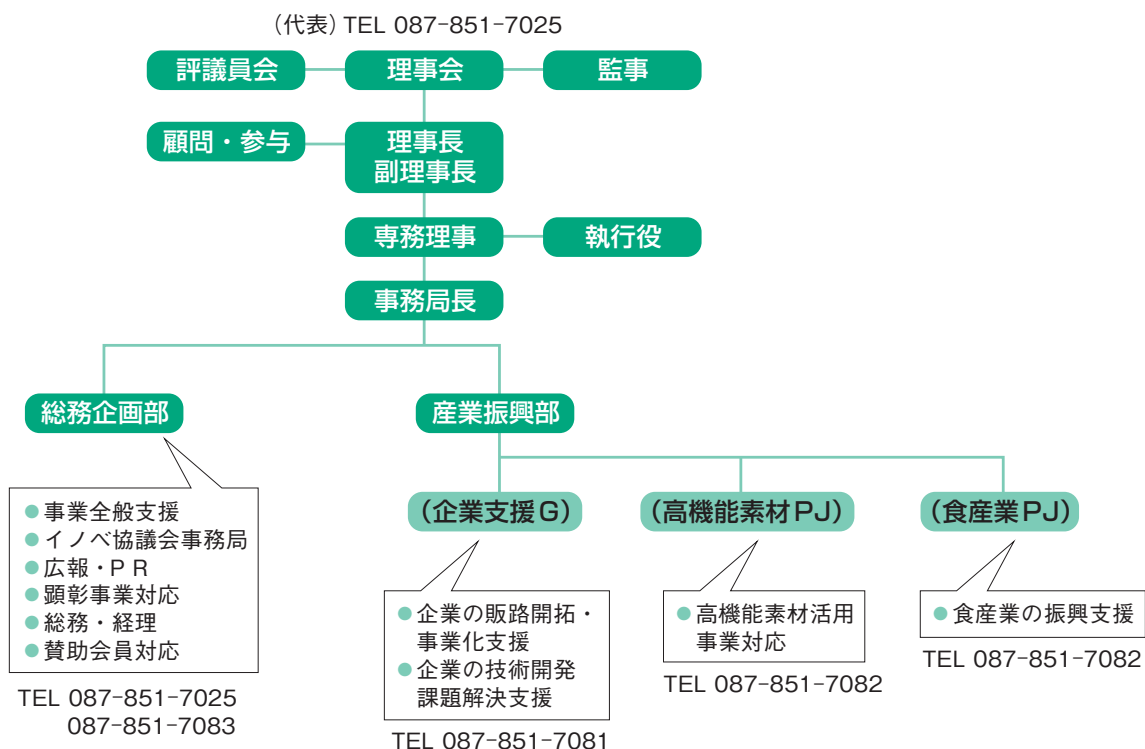 (代表) TEL 087-851-7025
評議員会
理事会
監事
顧問・参与
理事長
副理事長
専務理事
執行役
事務局長
総務企画部
産業振興部
(企業支援G)
(高機能素材PJ)
(食産業PJ)
● 事業全般支援
● イノベ協議会事務局
● 広報・PR
● 顕彰事業対応
● 総務・経理
● 賛助会員対応
TEL 087-851-7025
087-851-7083
● 企業の販路開拓・
事業化支援
● 企業の技術開発
課題解決支援
TEL 087-851-7081
● 高機能素材活用
事業対応
TEL 087-851-7082
● 食産業の振興支援
TEL 087-851-7082